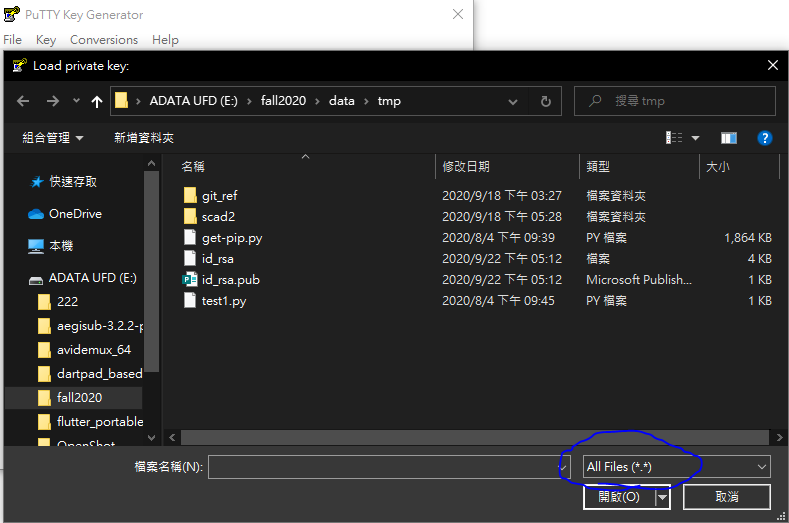 PuTTY Key Generator
File Key Conversions Help
Load private key:
ADATA UFD (E:) fall2020 data tmp
搜尋 tmp
組合管理 新增資料夾
名稱 修改日期 類型 大小
快速存取
OneDrive
本機
ADATA UFD (E:)
222
aegisub-3.2.2-p
avidemux_64
dartpad_based
fall2020
flutter_portable
OpenShot
git_ref 2020/9/18 下午 03:27 檔案資料夾
scad2 2020/9/18 下午 05:28 檔案資料夾
get-pip.py 2020/8/4 下午 09:39 PY 檔案 1,864 KB
id_rsa 2020/9/22 下午 05:12 檔案 4 KB
id_rsa.pub 2020/9/22 下午 05:12 Microsoft Publish... 1 KB
test1.py 2020/8/4 下午 09:45 PY 檔案 1 KB
檔案名稱(N):
All Files (*.*)
開啟(O) 取消